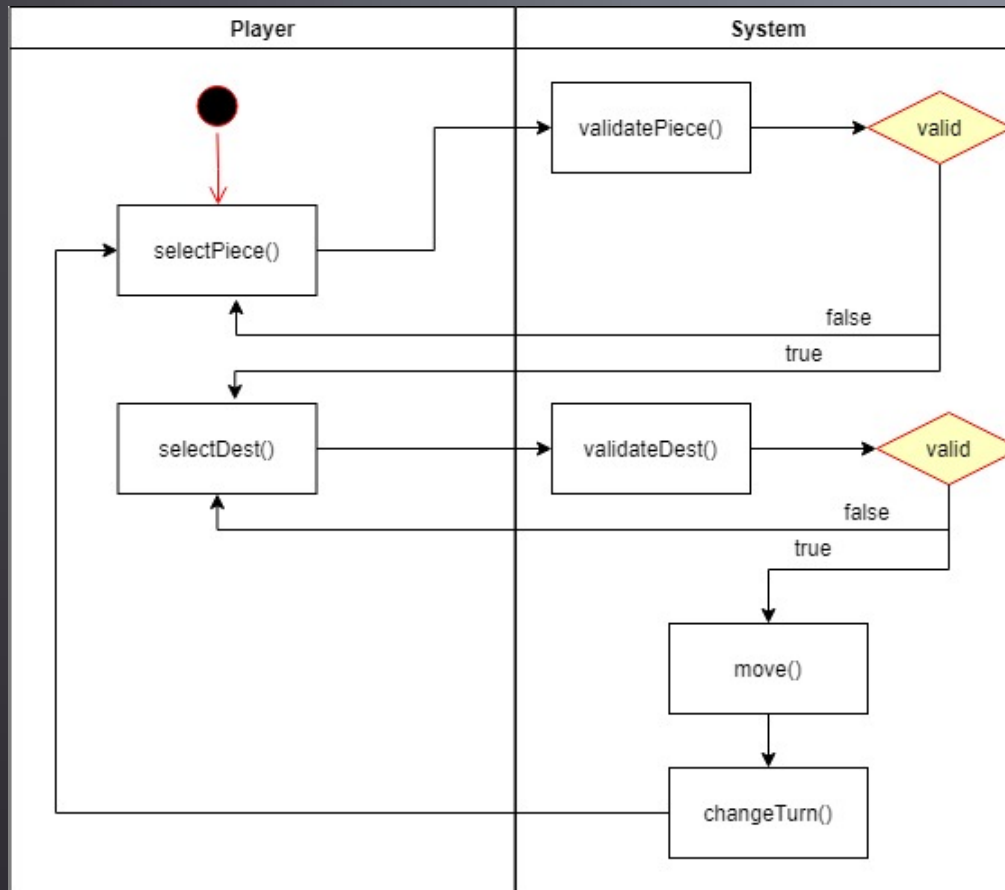 Player
System
validatePiece()
valid
selectPiece()
false
true
selectDest()
validateDest()
valid
false
true
move()
changeTurn()